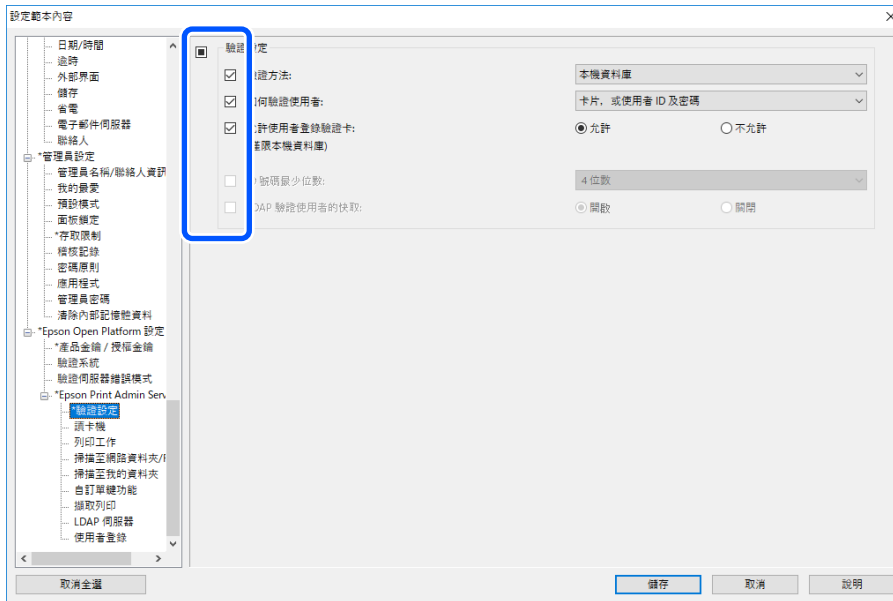 設定範本內容
日期/時間
逾時
外部界面
儲存
省電
電子郵件伺服器
聯絡人
*管理員設定
管理員名稱/聯絡人資訊
我的最愛
預設模式
面板鎖定
*存取限制
稽核記錄
密碼原則
應用程式
管理員密碼
清除內部記憶體資料
*Epson Open Platform 設定
*產品金鑰 / 授權金鑰
驗證系統
驗證伺服器錯誤模式
*Epson Print Admin Serv
*驗證設定
讀卡機
列印工作
掃描至網路資料夾/F
掃描至我的資料夾
自訂單鍵功能
擷取列印
LDAP 伺服器
使用者登錄
驗證設定
驗證方法: 本機資料庫
如何驗證使用者: 卡片,或使用者 ID 及密碼
允許使用者登錄驗證卡: 允許 不允許
(僅限本機資料庫)
號碼最少位數: 4 位數
LDAP 驗證使用者的快取: 開啟 關閉
取消全選 儲存 取消 說明